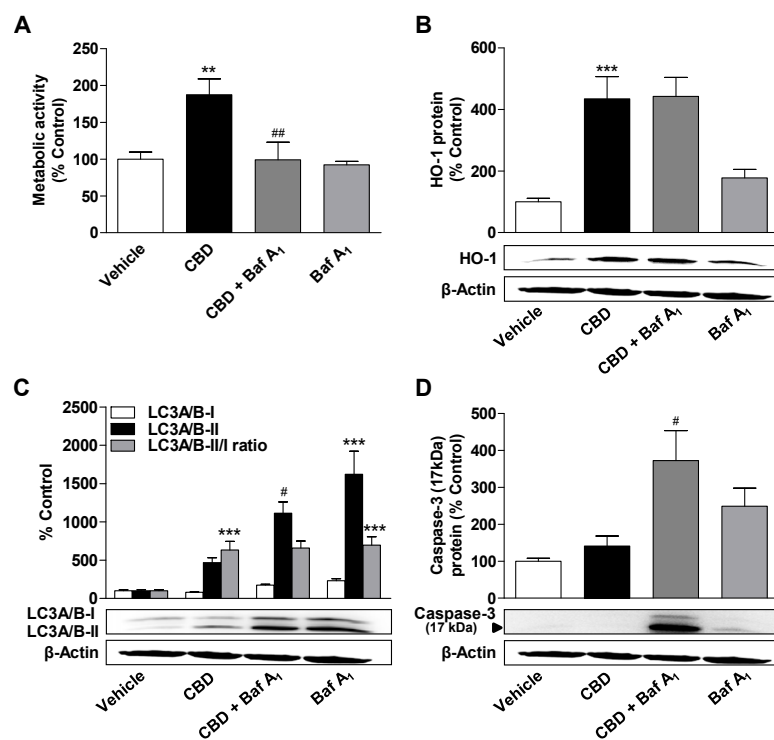 A
Metabolic activity
(% Control)
250
200
150
100
50
0
**
##
Vehicle
CBD
CBD + Baf A₁
Baf A₁
B
HO-1 protein
(% Control)
600
400
200
0
***
HO-1
β-Actin
Vehicle
CBD
CBD + Baf A₁
Baf A₁
C
% Control
2500
2000
1500
1000
500
0
LC3A/B-I
LC3A/B-II
LC3A/B-II/I ratio
***
#
***
***
LC3A/B-I
LC3A/B-II
β-Actin
Vehicle
CBD
CBD + Baf A₁
Baf A₁
D
Caspase-3 (17kDa)
protein (% Control)
500
400
300
200
100
0
#
Caspase-3
(17 kDa)
β-Actin
Vehicle
CBD
CBD + Baf A₁
Baf A₁